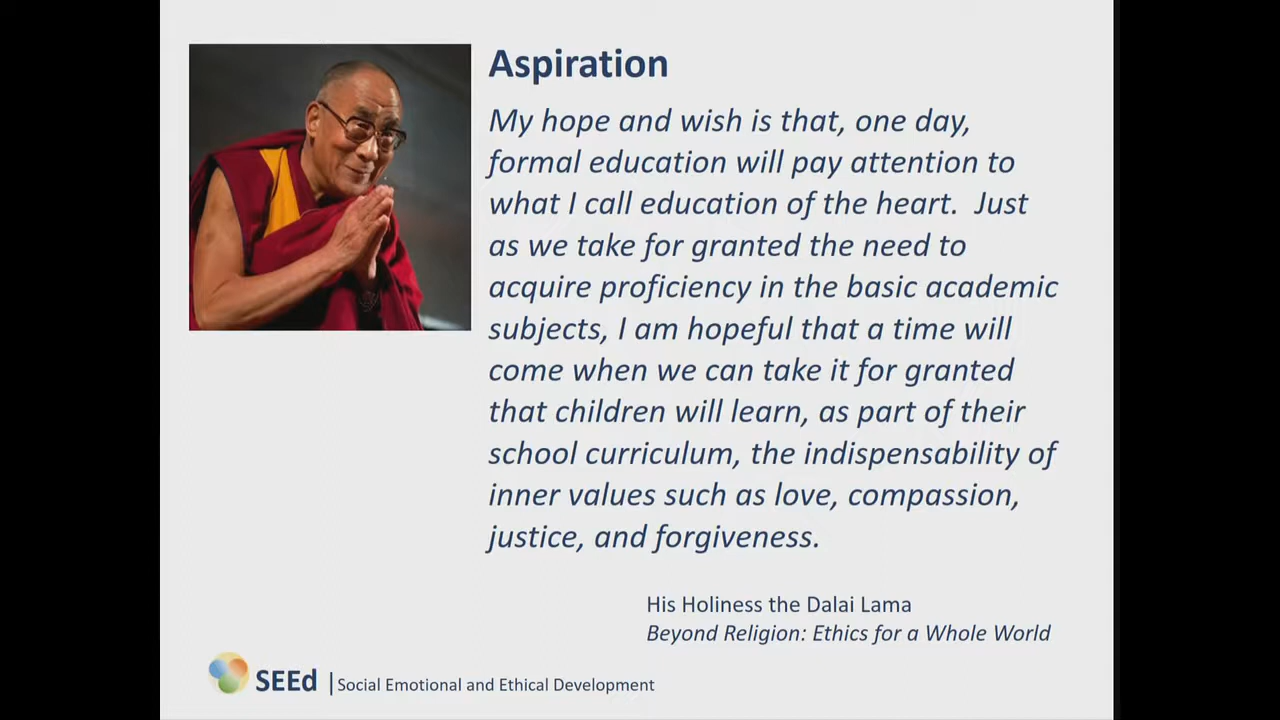 Aspiration
My hope and wish is that, one day,
formal education will pay attention to
what I call education of the heart.  Just
as we take for granted the need to
acquire proficiency in the basic academic
subjects, I am hopeful that a time will
come when we can take it for granted
that children will learn, as part of their
school curriculum, the indispensability of
inner values such as love, compassion,
justice, and forgiveness.
His Holiness the Dalai Lama
Beyond Religion: Ethics for a Whole World
SEEd | Social Emotional and Ethical Development